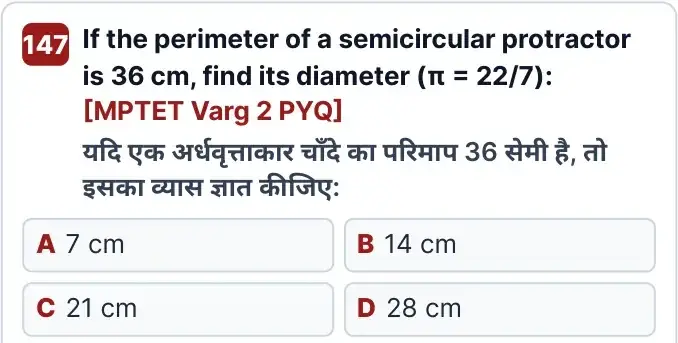 147 If the perimeter of a semicircular protractor
is 36 cm, find its diameter (π = 22/7):
[MPTET Varg 2 PYQ]
यदि एक अर्धवृत्ताकार चाँदे का परिमाप 36 सेमी है, तो
इसका व्यास ज्ञात कीजिए:
A 7 cm
B 14 cm
C 21 cm
D 28 cm